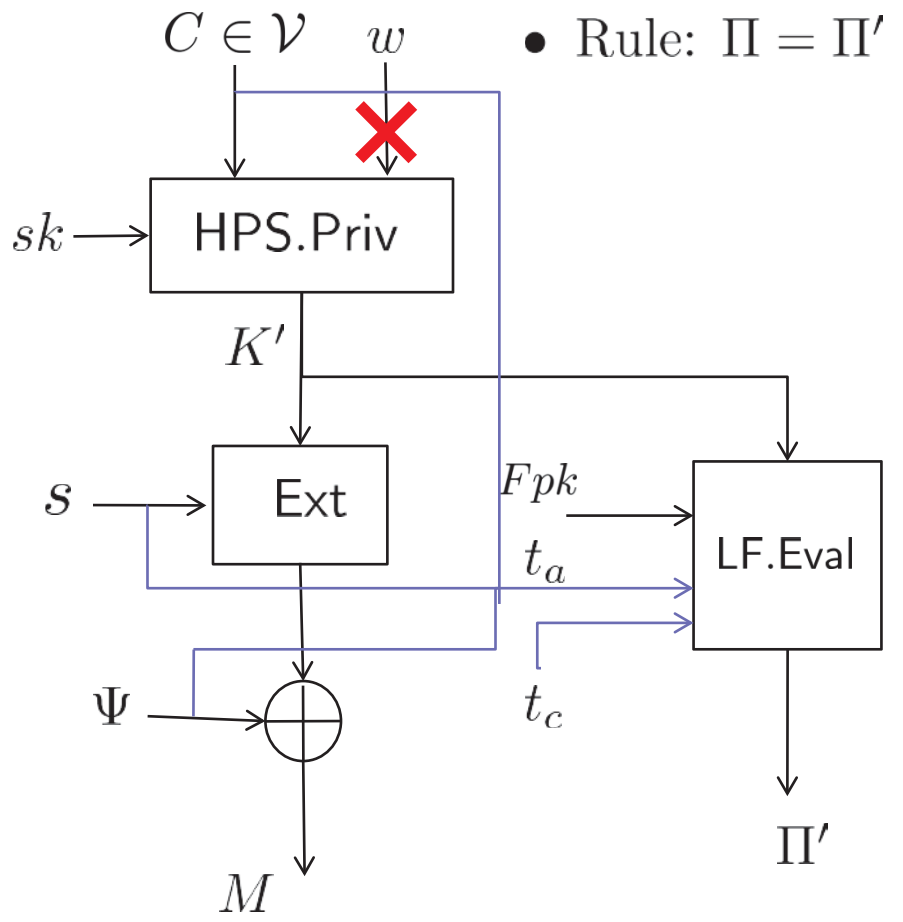 C ∈ 𝒱
w
• Rule: Π = Π′
sk
HPS.Priv
K′
s
Ext
Fpk
t_a
LF.Eval
Ψ
t_c
Π′
M